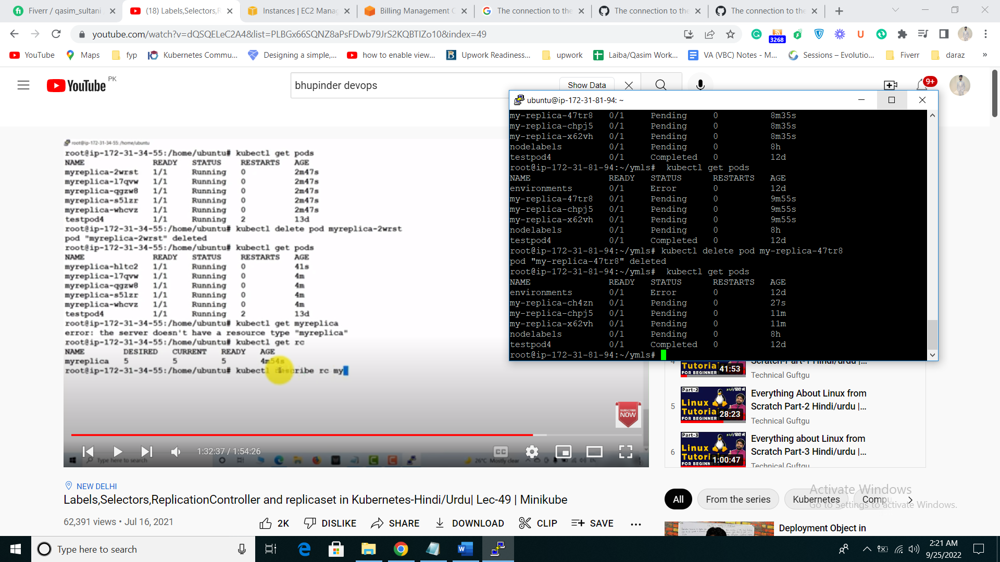 Fiverr / qasim_sultani
(18) Labels,Selectors,R
Instances | EC2 Manag
Billing Management C
The connection to the
The connection to the
The connection to the
youtube.com/watch?v=dQSQELeC2A4&list=PLBGx66SQNZ8aPsFDwb79JrS2KQBTIZo10&index=49
3268
YouTube
Maps
fyp
Kubernetes Commu...
Designing a simple,...
how to enable view...
Upwork Readiness...
upwork
Laiba/Qasim Work...
VA (VBC) Notes - M...
Sessions – Evolutio...
Fiverr
daraz
»
YouTube PK
bhupinder devops
Show Data
9+
root@ip-172-31-34-55: /home/ubuntu
root@ip-172-31-34-55:/home/ubuntu# kubectl get pods
NAME READY STATUS RESTARTS AGE
myreplica-2wrst 1/1 Running 0 2m47s
myreplica-l7qvw 1/1 Running 0 2m47s
myreplica-qgzw8 1/1 Running 0 2m47s
myreplica-s5lzr 1/1 Running 0 2m47s
myreplica-whcvz 1/1 Running 0 2m47s
testpod4 1/1 Running 2 13d
root@ip-172-31-34-55:/home/ubuntu# kubectl delete pod myreplica-2wrst
pod "myreplica-2wrst" deleted
root@ip-172-31-34-55:/home/ubuntu# kubectl get pods
NAME READY STATUS RESTARTS AGE
myreplica-hltc2 1/1 Running 0 41s
myreplica-l7qvw 1/1 Running 0 4m
myreplica-qgzw8 1/1 Running 0 4m
myreplica-s5lzr 1/1 Running 0 4m
myreplica-whcvz 1/1 Running 0 4m
testpod4 1/1 Running 2 13d
root@ip-172-31-34-55:/home/ubuntu# kubectl get myreplica
error: the server doesn't have a resource type "myreplica"
root@ip-172-31-34-55:/home/ubuntu# kubectl get rc
NAME DESIRED CURRENT READY AGE
myreplica 5 5 5 4m54s
root@ip-172-31-34-55:/home/ubuntu# kubectl describe rc my
SUBSCRIBE
NOW
1:32:37 / 1:54:26
CC
Type here to search
26°C Mostly clear
ubuntu@ip-172-31-81-94: ~
my-replica-47tr8 0/1 Pending 0 8m35s
my-replica-chpj5 0/1 Pending 0 8m35s
my-replica-x62vh 0/1 Pending 0 8m35s
nodelabels 0/1 Pending 0 8h
testpod4 0/1 Completed 0 12d
root@ip-172-31-81-94:~/ymls# kubectl get pods
NAME READY STATUS RESTARTS AGE
environments 0/1 Error 0 12d
my-replica-47tr8 0/1 Pending 0 9m55s
my-replica-chpj5 0/1 Pending 0 9m55s
my-replica-x62vh 0/1 Pending 0 9m55s
nodelabels 0/1 Pending 0 8h
testpod4 0/1 Completed 0 12d
root@ip-172-31-81-94:~/ymls# kubectl delete pod my-replica-47tr8
pod "my-replica-47tr8" deleted
root@ip-172-31-81-94:~/ymls# kubectl get pods
NAME READY STATUS RESTARTS AGE
environments 0/1 Error 0 12d
my-replica-ch4zn 0/1 Pending 0 27s
my-replica-chpj5 0/1 Pending 0 11m
my-replica-x62vh 0/1 Pending 0 11m
nodelabels 0/1 Pending 0 8h
testpod4 0/1 Completed 0 12d
root@ip-172-31-81-94:~/ymls#
4
Tutorial
FOR BEGINNER
41:53
Scratch-Part-1 Hindi/urdu |...
Technical Guftgu
5
Part-2
Linux
Tutorial
FOR BEGINNER
28:23
Everything About Linux from
Scratch Part-2 Hindi/urdu |...
Technical Guftgu
6
Part-3
Linux
Tutorial
FOR BEGINNER
1:00:47
Everything about Linux from
Scratch Part-3 Hindi/urdu |...
Technical Guftgu
NEW DELHI
Labels,Selectors,ReplicationController and replicaset in Kubernetes-Hindi/Urdu| Lec-49 | Minikube
62,391 views • Jul 16, 2021
2K
DISLIKE
SHARE
DOWNLOAD
CLIP
SAVE
All
From the series
Kubernetes
Compu
Activate Windows
Go to Settings to activate Windows.
Deployment Object in
Type here to search
2:21 AM
9/25/2022